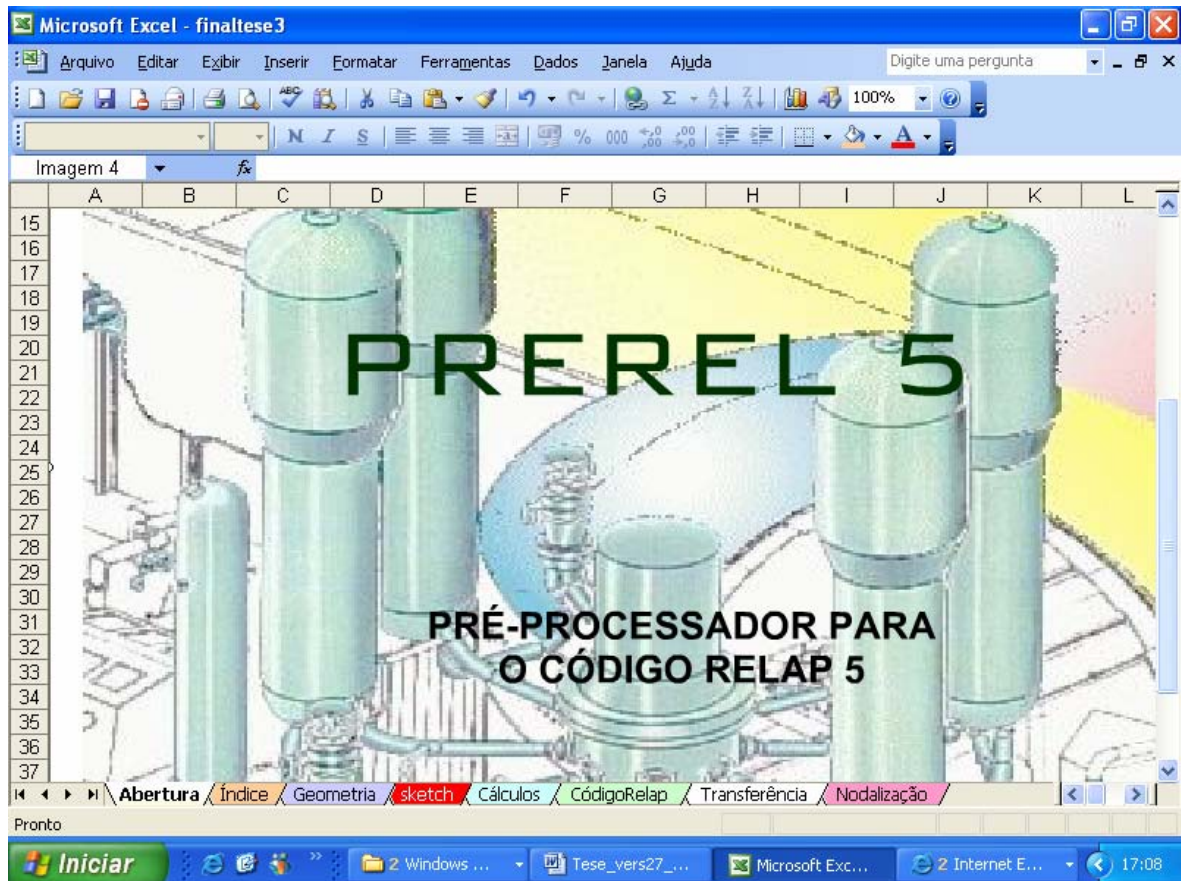 Microsoft Excel - finaltese3
Arquivo Editar Exibir Inserir Formatar Ferramentas Dados Janela Ajuda Digite uma pergunta
100%
N I S % 000
Imagem 4 fx
A B C D E F G H I J K L
15
16
17
18
19
20
21
22
23
24
25
26
27
28
29
30
31
32
33
34
35
36
37
PREREL 5
PRÉ-PROCESSADOR PARA
O CÓDIGO RELAP 5
Abertura Índice Geometria sketch Cálculos CódigoRelap Transferência Nodalização
Pronto
Iniciar 2 Windows ... Tese_vers27_... Microsoft Exc... 2 Internet E... 17:08